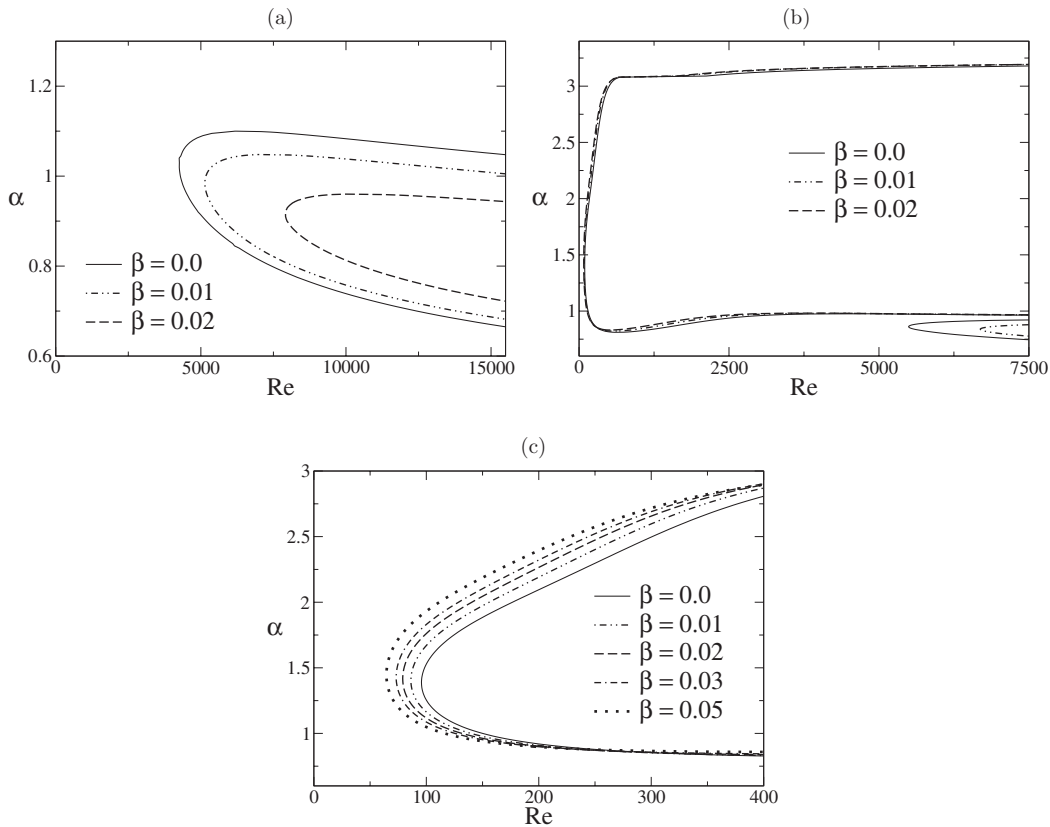 (a)
1.2
1
0.8
0.6
α
β = 0.0
β = 0.01
β = 0.02
0 5000 10000 15000
Re
(b)
3
2.5
2
1.5
1
α
β = 0.0
β = 0.01
β = 0.02
0 2500 5000 7500
Re
(c)
3
2.5
2
1.5
1
α
β = 0.0
β = 0.01
β = 0.02
β = 0.03
β = 0.05
0 100 200 300 400
Re